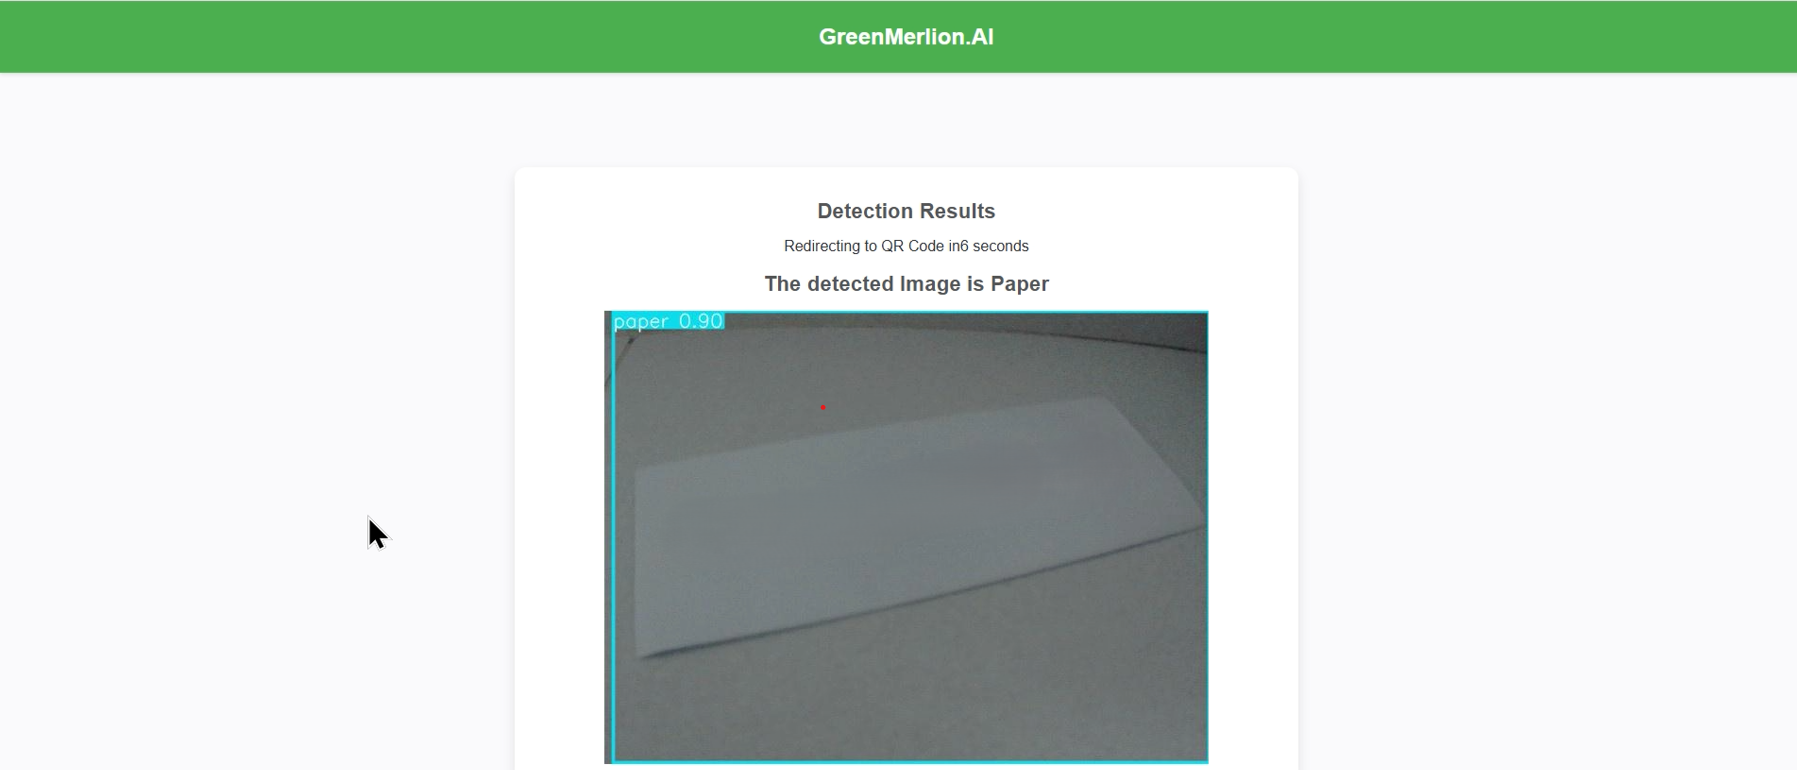 GreenMerlion.AI
Detection Results
Redirecting to QR Code in6 seconds
The detected Image is Paper
paper 0.90